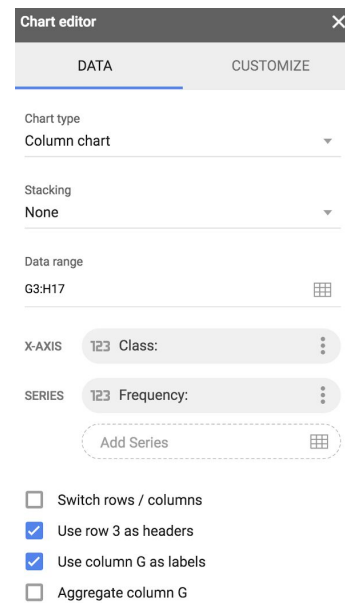 Chart editor
DATA CUSTOMIZE
Chart type
Column chart
Stacking
None
Data range
G3:H17
X-AXIS 123 Class:
SERIES 123 Frequency:
Add Series
Switch rows / columns
Use row 3 as headers
Use column G as labels
Aggregate column G